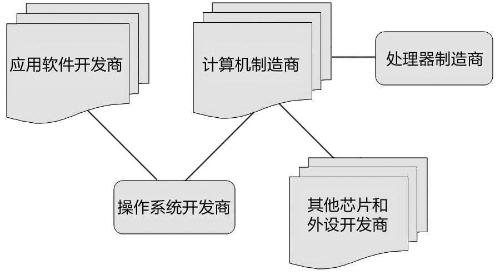 应用软件开发商
计算机制造商
处理器制造商
操作系统开发商
其他芯片和
外设开发商